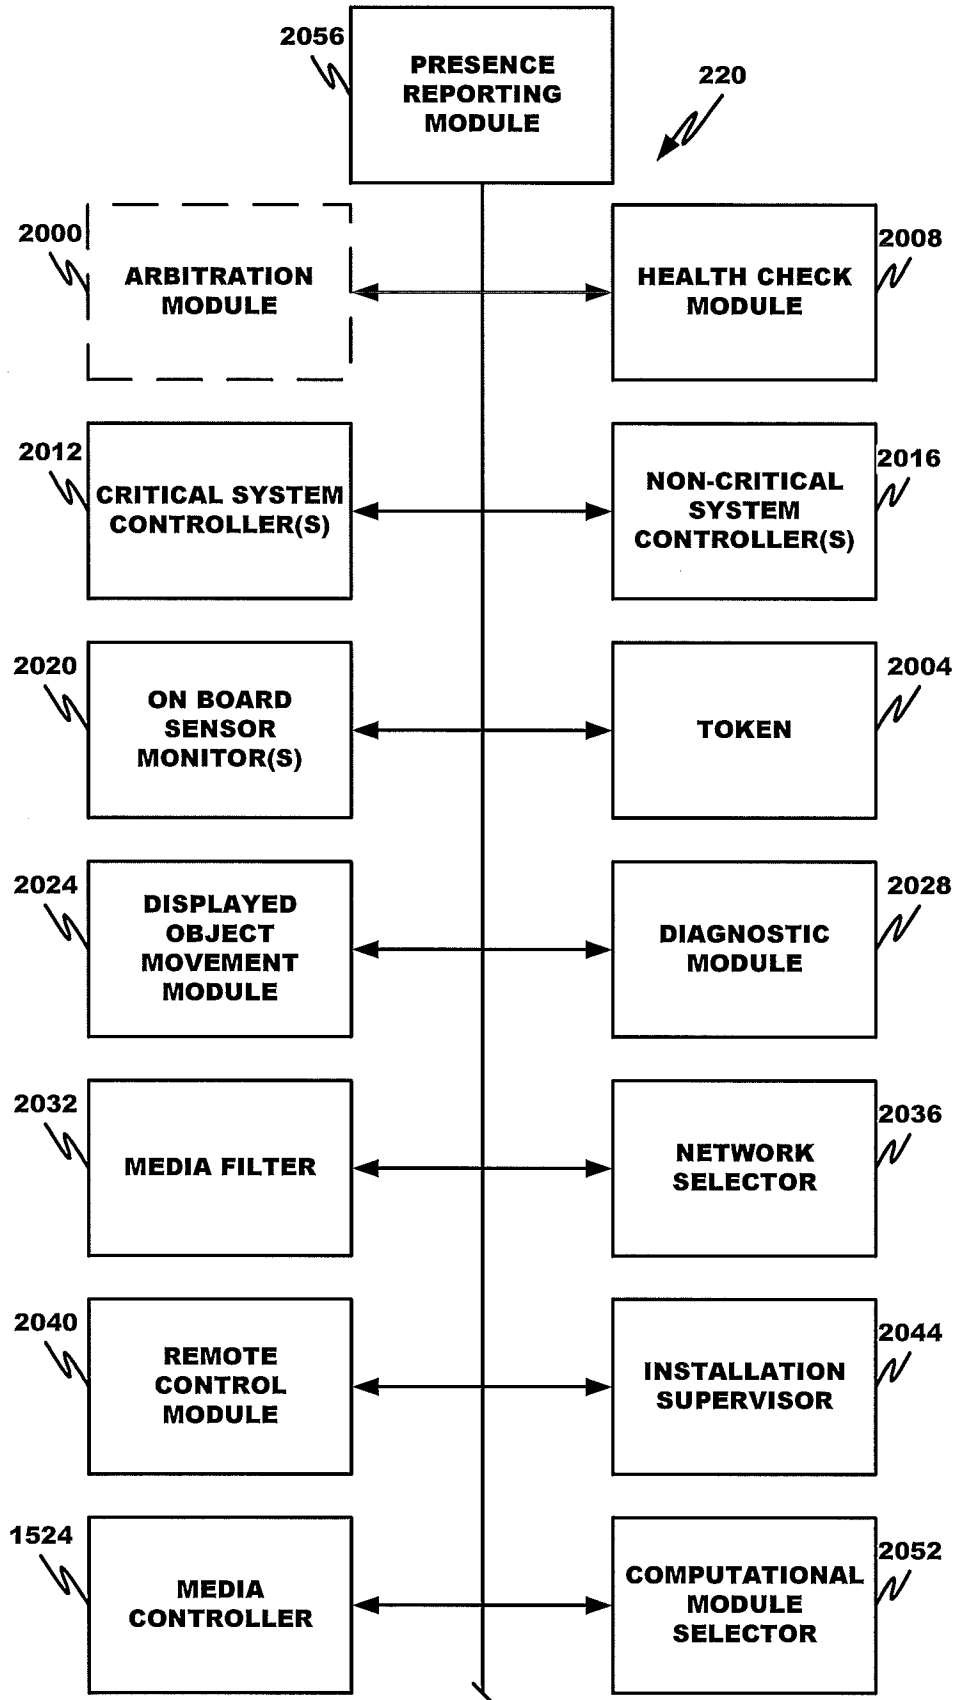 2056
PRESENCE
REPORTING
MODULE
220
2000
ARBITRATION
MODULE
2008
HEALTH CHECK
MODULE
2012
CRITICAL SYSTEM
CONTROLLER(S)
2016
NON-CRITICAL
SYSTEM
CONTROLLER(S)
2020
ON BOARD
SENSOR
MONITOR(S)
2004
TOKEN
2024
DISPLAYED
OBJECT
MOVEMENT
MODULE
2028
DIAGNOSTIC
MODULE
2032
MEDIA FILTER
2036
NETWORK
SELECTOR
2040
REMOTE
CONTROL
MODULE
2044
INSTALLATION
SUPERVISOR
1524
MEDIA
CONTROLLER
2052
COMPUTATIONAL
MODULE
SELECTOR